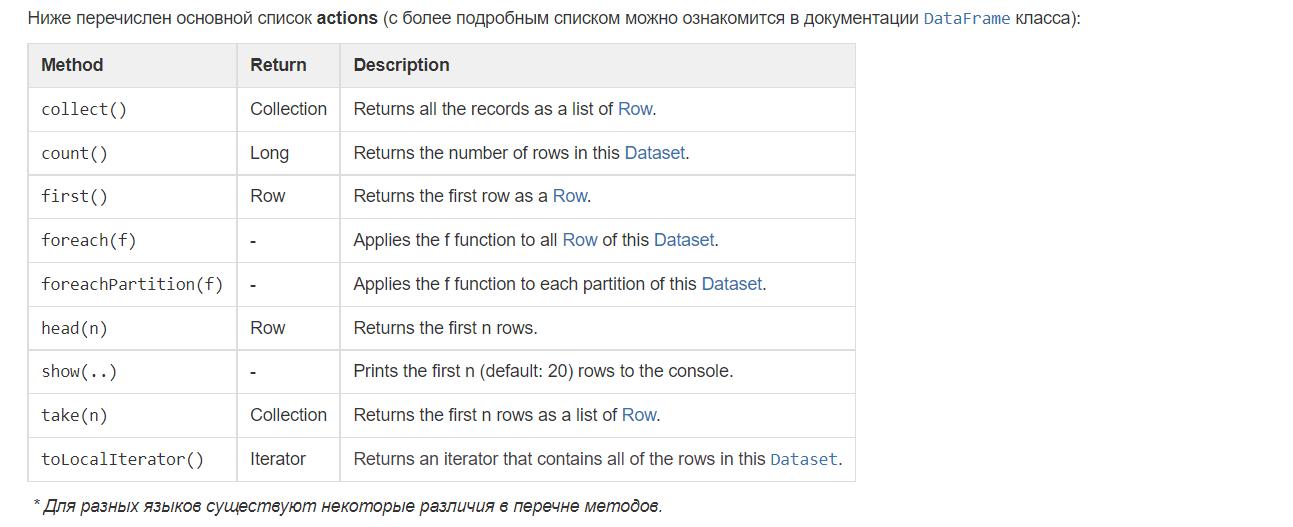 Ниже перечислен основной список actions (с более подробным списком можно ознакомится в документации DataFrame класса):
Method Return Description
collect() Collection Returns all the records as a list of Row.
count() Long Returns the number of rows in this Dataset.
first() Row Returns the first row as a Row.
foreach(f) - Applies the f function to all Row of this Dataset.
foreachPartition(f) - Applies the f function to each partition of this Dataset.
head(n) Row Returns the first n rows.
show(..) - Prints the first n (default: 20) rows to the console.
take(n) Collection Returns the first n rows as a list of Row.
toLocalIterator() Iterator Returns an iterator that contains all of the rows in this Dataset.
* Для разных языков существуют некоторые различия в перечне методов.